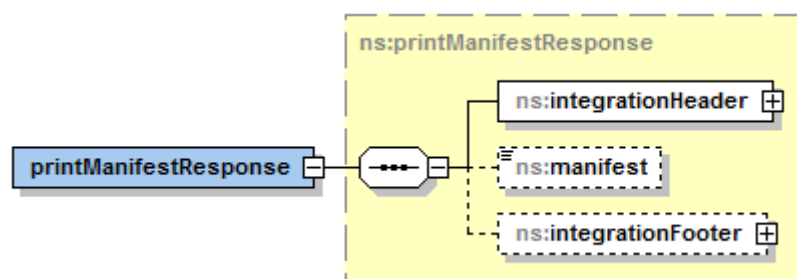 ns:printManifestResponse
ns:integrationHeader
printManifestResponse
ns:manifest
ns:integrationFooter